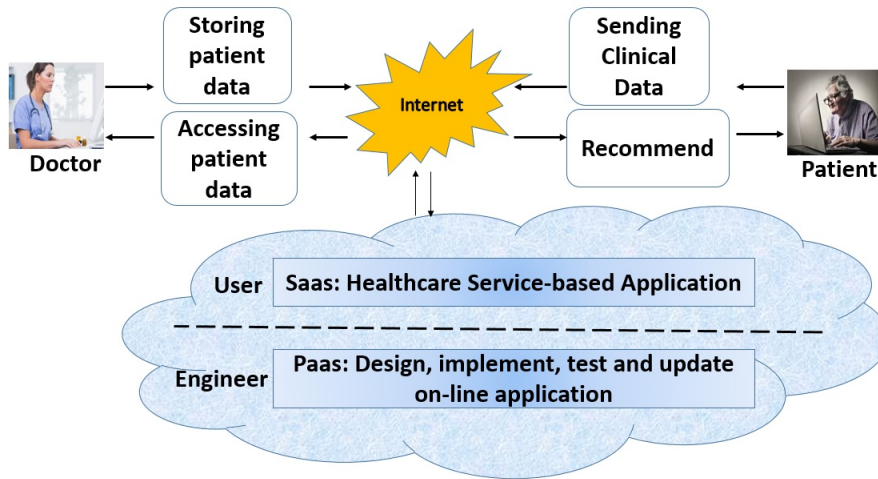 Storing
patient
data
Sending
Clinical
Data
Internet
Doctor
Accessing
patient
data
Recommend
Patient
User
Saas: Healthcare Service-based Application
Engineer
Paas: Design, implement, test and update
on-line application